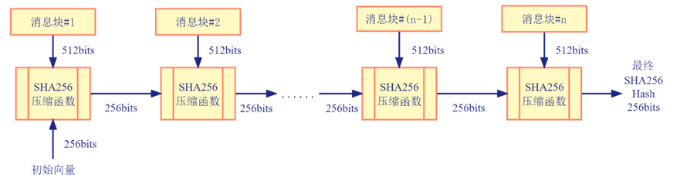 消息块#1
消息块#2
消息块#(n-1)
消息块#n
512bits
512bits
512bits
512bits
SHA256
压缩函数
256bits
SHA256
压缩函数
256bits
......
256bits
SHA256
压缩函数
256bits
SHA256
压缩函数
最终
SHA256
Hash
256bits
256bits
初始向量